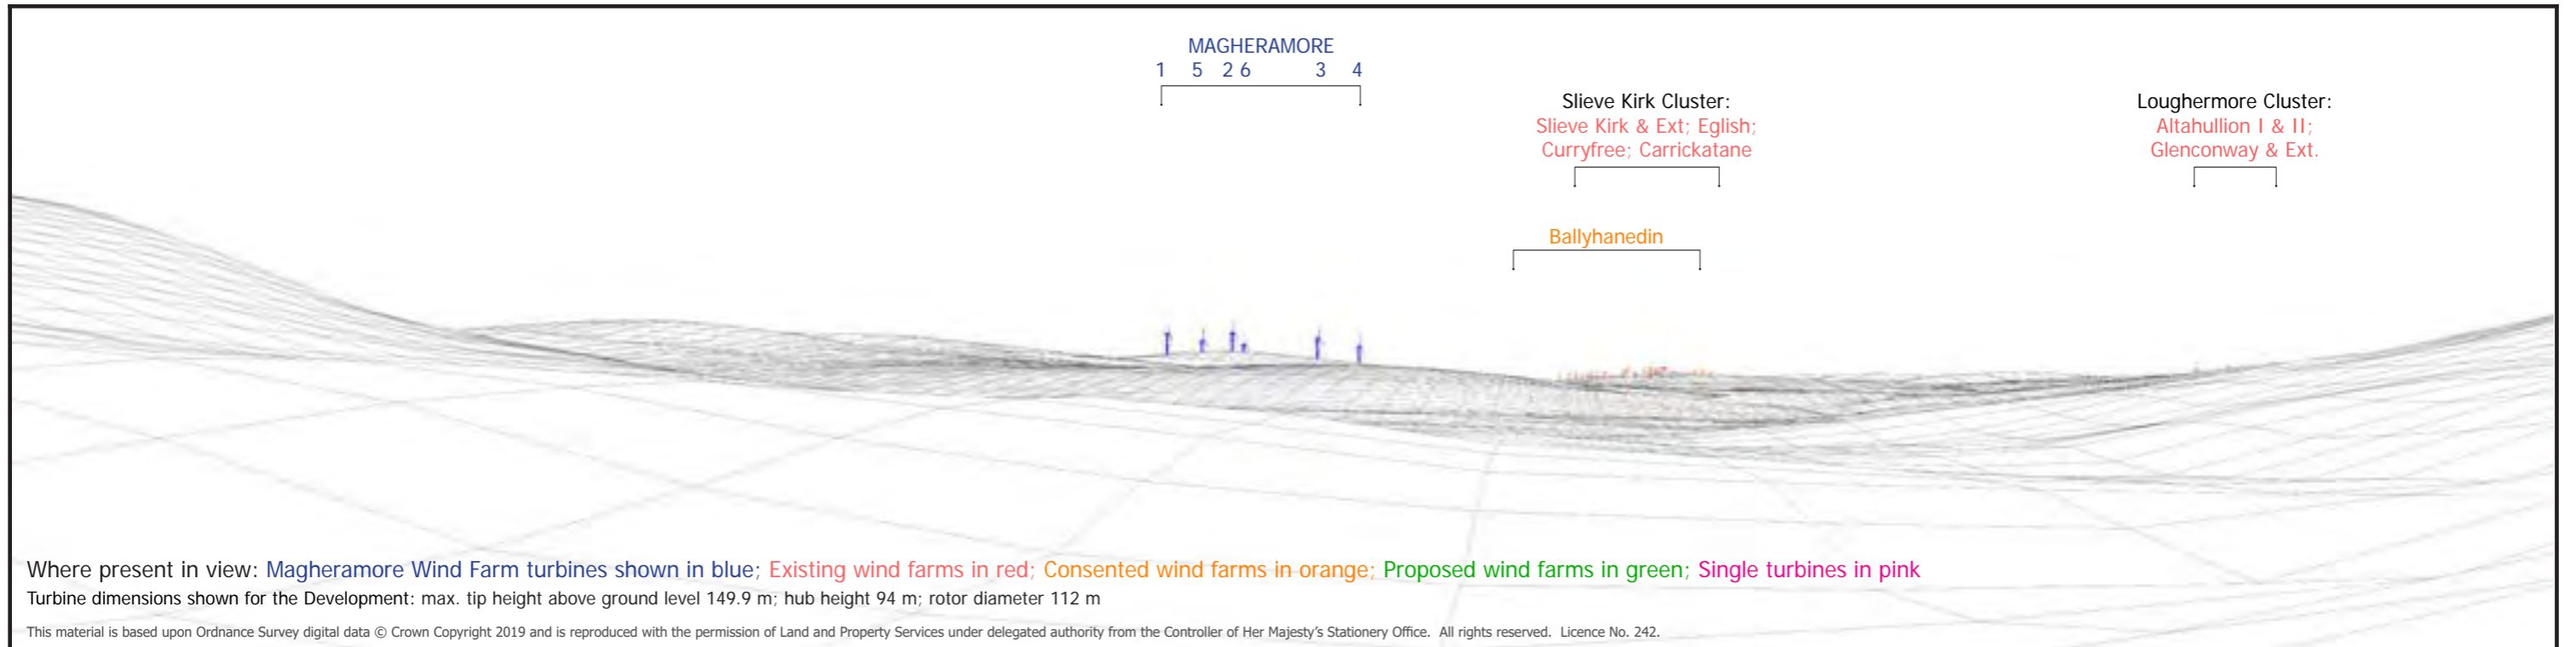 MAGHERAMORE
1 5 2 6 3 4
Slieve Kirk Cluster:
Slieve Kirk & Ext; Eglish;
Curryfree; Carrickatane
Loughermore Cluster:
Altahullion I & II;
Glenconway & Ext.
Ballyhanedin
Where present in view: Magheramore Wind Farm turbines shown in blue; Existing wind farms in red; Consented wind farms in orange; Proposed wind farms in green; Single turbines in pink
Turbine dimensions shown for the Development: max. tip height above ground level 149.9 m; hub height 94 m; rotor diameter 112 m
This material is based upon Ordnance Survey digital data © Crown Copyright 2019 and is reproduced with the permission of Land and Property Services under delegated authority from the Controller of Her Majesty's Stationery Office. All rights reserved. Licence No. 242.